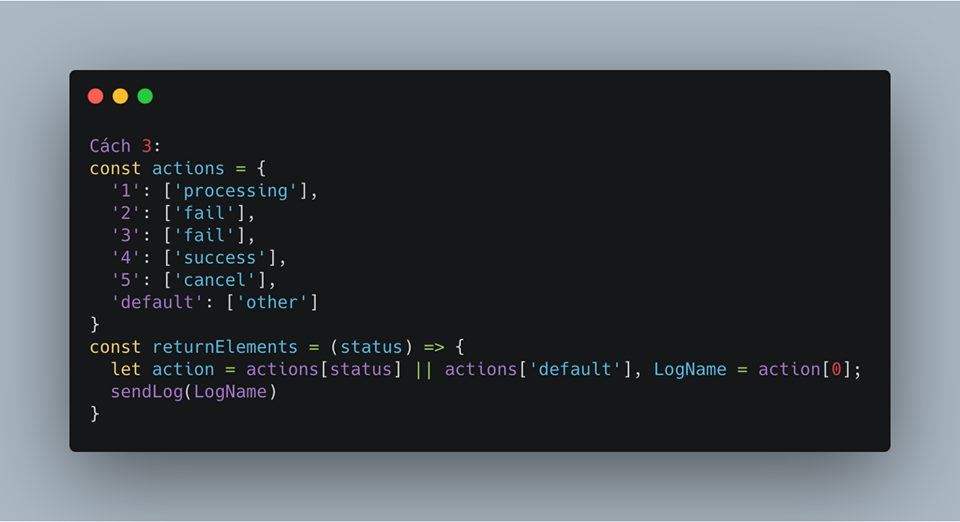 Cách 3:
const actions = {
  '1': ['processing'],
  '2': ['fail'],
  '3': ['fail'],
  '4': ['success'],
  '5': ['cancel'],
  'default': ['other']
}
const returnElements = (status) => {
  let action = actions[status] || actions['default'], LogName = action[0];
  sendLog(LogName)
}